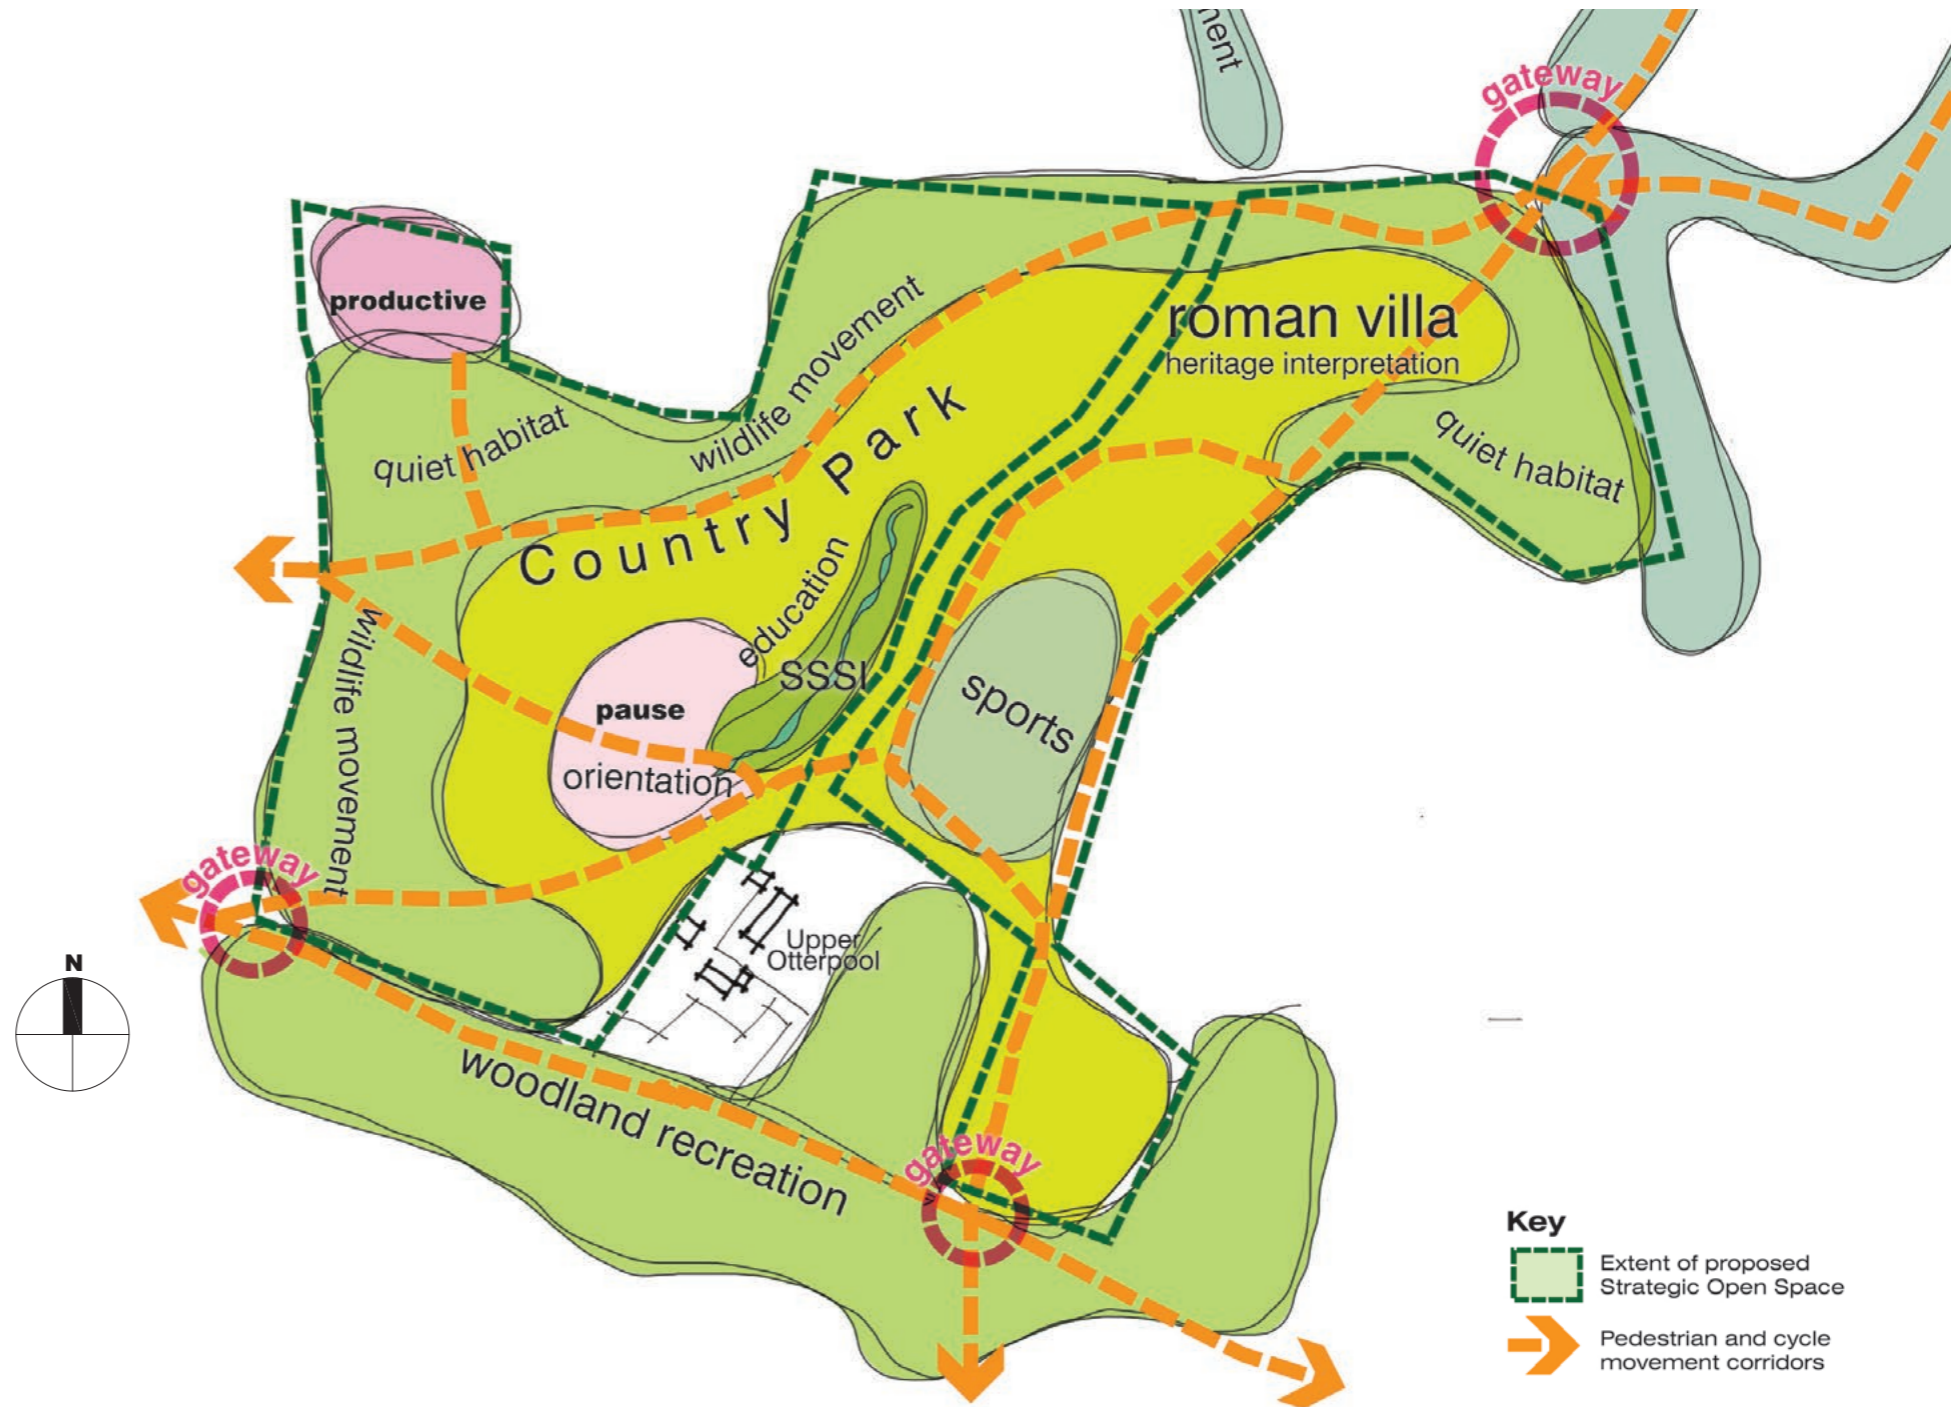 gateway
productive
roman villa
heritage interpretation
wildlife movement
quiet habitat
quiet habitat
Country Park
education
SSSI
sports
pause
orientation
wildlife movement
gateway
Upper
Otterpool
N
woodland recreation
gateway
Key
Extent of proposed
Strategic Open Space
Pedestrian and cycle
movement corridors